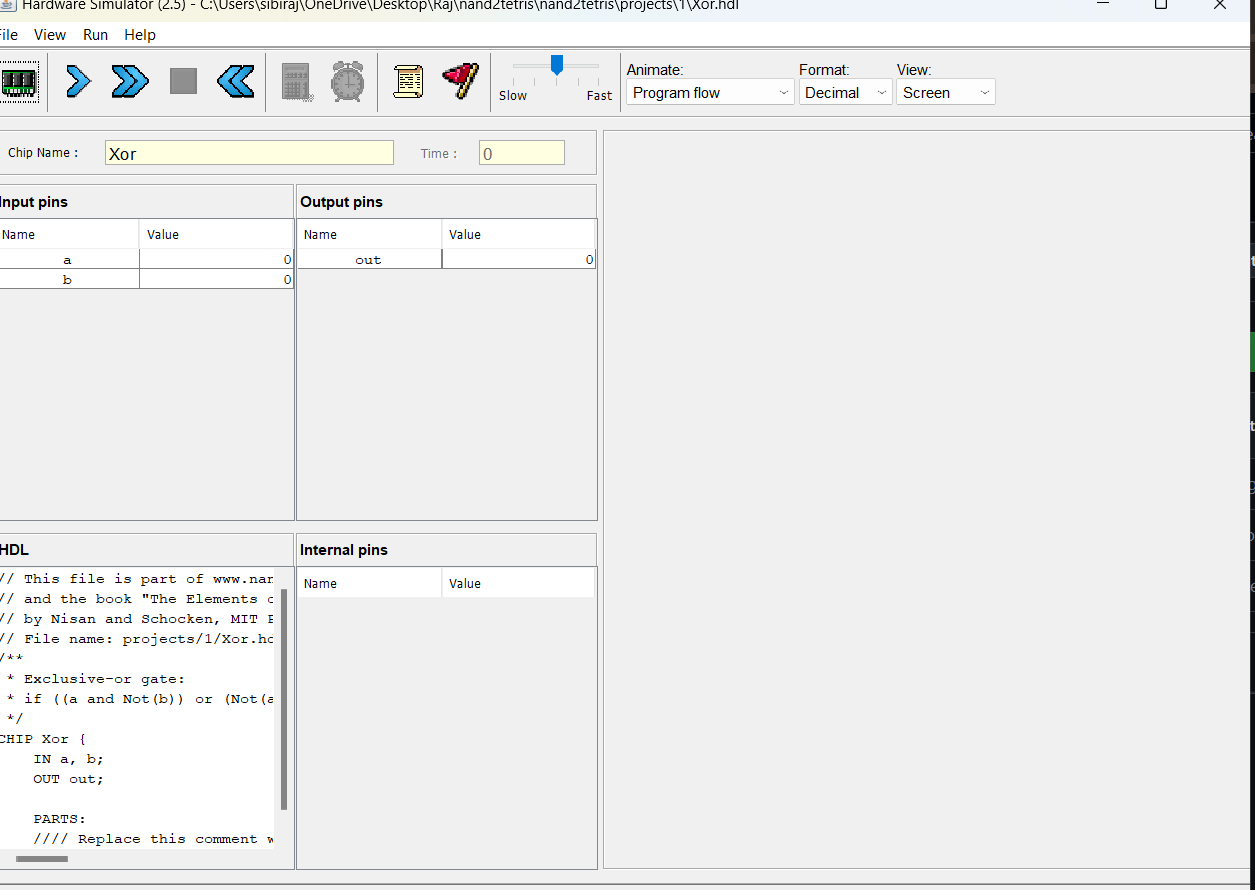 Hardware Simulator (2.5) - C:\Users\sibiraj\OneDrive\Desktop\Raj\nand2tetris\nand2tetris\projects\1\Xor.hdl
ile View Run Help
Slow Fast
Animate: Format: View:
Program flow Decimal Screen
Chip Name : Xor Time : 0
nput pins
Name Value
a 0
b 0
Output pins
Name Value
out 0
HDL
// This file is part of www.nan
// and the book "The Elements o
// by Nisan and Schocken, MIT P
// File name: projects/1/Xor.hd
/**
* Exclusive-or gate:
* if ((a and Not(b)) or (Not(a
*/
CHIP Xor {
IN a, b;
OUT out;
PARTS:
//// Replace this comment w
Internal pins
Name Value